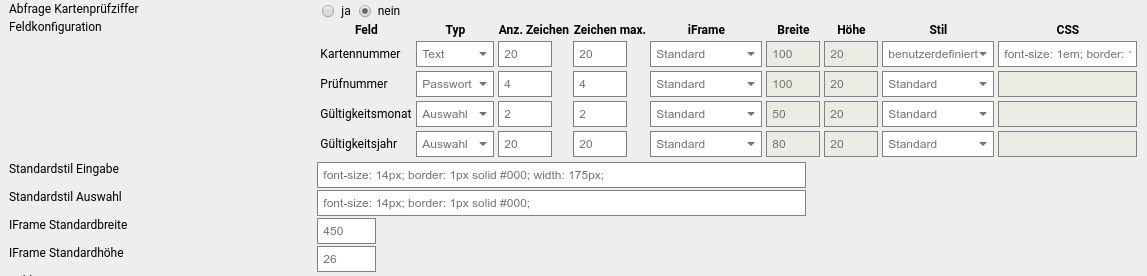 Abfrage Kartenprüfziffer ja nein
Feldkonfiguration
Feld Typ Anz. Zeichen Zeichen max. iFrame Breite Höhe Stil CSS
Kartennummer Text 20 20 Standard 100 20 benutzerdefiniert font-size: 1em; border:
Prüfnummer Passwort 4 4 Standard 100 20 Standard
Gültigkeitsmonat Auswahl 2 2 Standard 50 20 Standard
Gültigkeitsjahr Auswahl 20 20 Standard 80 20 Standard
Standardstil Eingabe font-size: 14px; border: 1px solid #000; width: 175px;
Standardstil Auswahl font-size: 14px; border: 1px solid #000;
IFrame Standardbreite 450
IFrame Standardhöhe 26